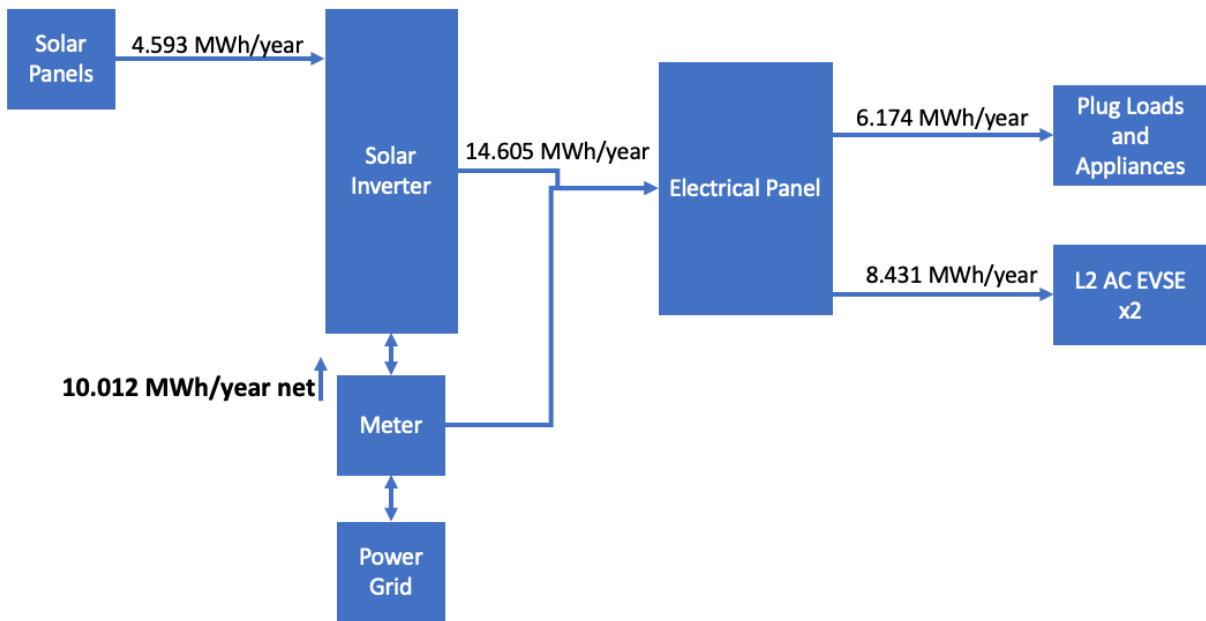 Solar
Panels
4.593 MWh/year
Solar
Inverter
14.605 MWh/year
Electrical Panel
6.174 MWh/year
Plug Loads
and
Appliances
8.431 MWh/year
L2 AC EVSE
x2
10.012 MWh/year net
Meter
Power
Grid